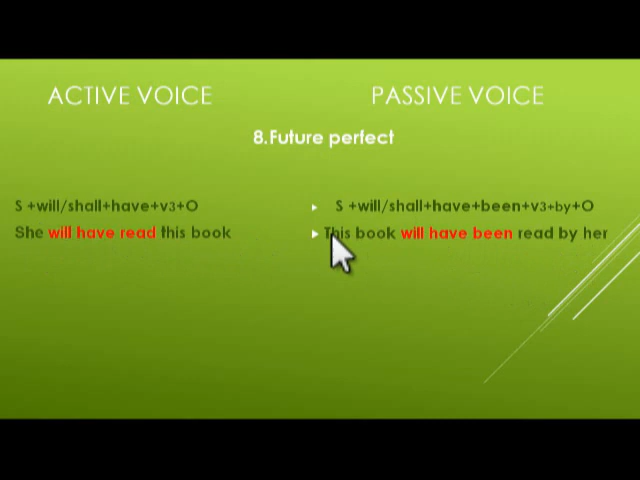 ACTIVE VOICE
PASSIVE VOICE
8.Future perfect
S +will/shall+have+v3+O
She will have read this book
S +will/shall+have+been+v3+by+O
This book will have been read by her